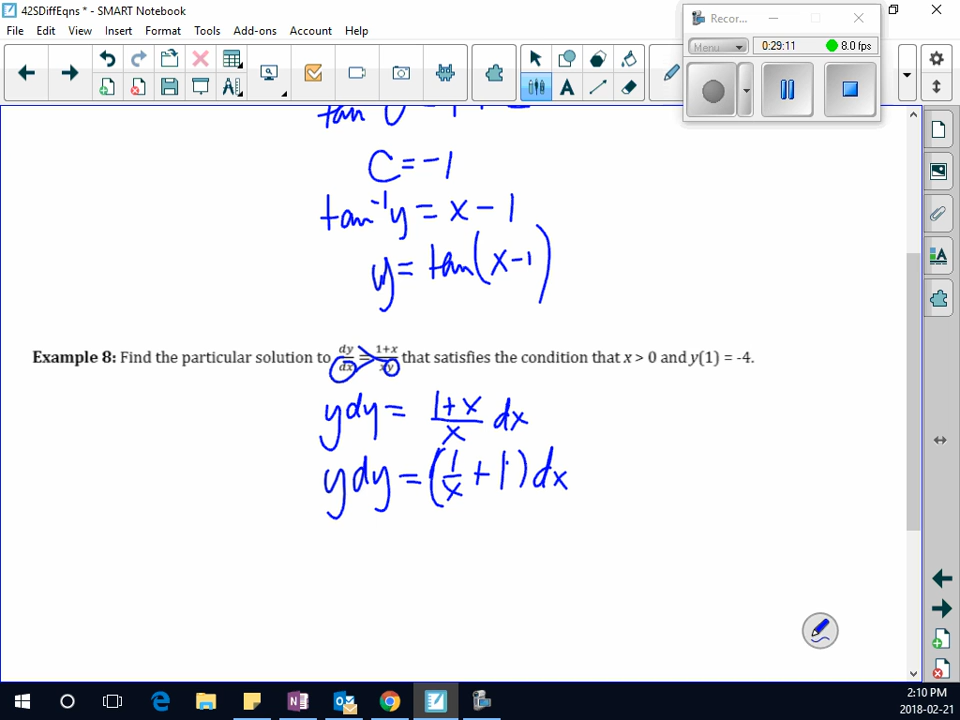 42SDiffEqns * - SMART Notebook
Recor...
File Edit View Insert Format Tools Add-ons Account Help
Menu 0:29:11 8.0 fps
C = -1
tan⁻¹y = x - 1
y = tan(x-1)
Example 8: Find the particular solution to dy/dx = 1+x/xy that satisfies the condition that x > 0 and y(1) = -4.
ydy = 1+x/x dx
ydy = (1/x + 1)dx
2:10 PM
2018-02-21